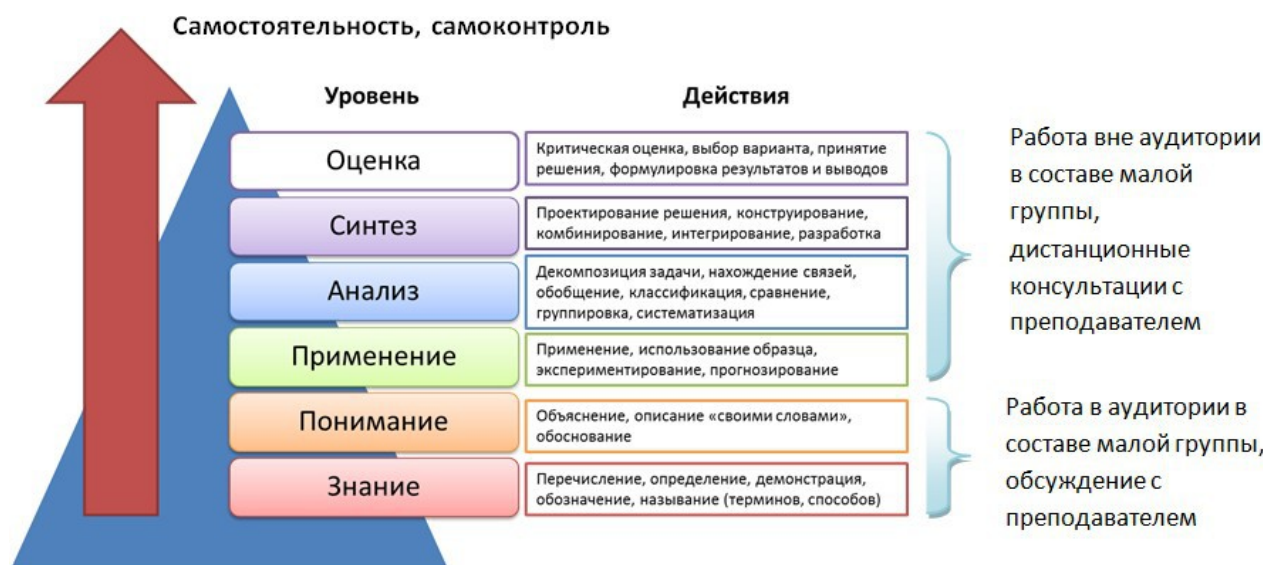 Самостоятельность, самоконтроль
Уровень
Действия
Оценка
Критическая оценка, выбор варианта, принятие
решения, формулировка результатов и выводов
Синтез
Проектирование решения, конструирование,
комбинирование, интегрирование, разработка
Анализ
Декомпозиция задачи, нахождение связей,
обобщение, классификация, сравнение,
группировка, систематизация
Применение
Применение, использование образца,
экспериментирование, прогнозирование
Работа вне аудитории
в составе малой
группы,
дистанционные
консультации с
преподавателем
Понимание
Объяснение, описание «своими словами»,
обоснование
Знание
Перечисление, определение, демонстрация,
обозначение, называние (терминов, способов)
Работа в аудитории в
составе малой группы,
обсуждение с
преподавателем